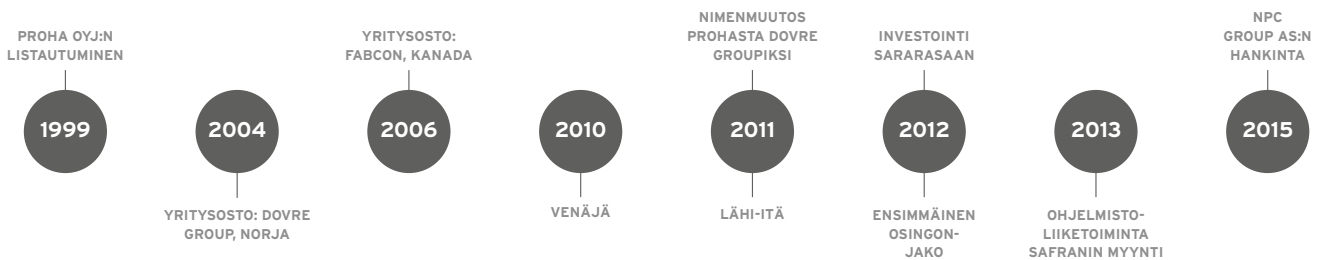 PROHA OYJ:N
LISTAUTUMINEN
1999
2004
YRITYSOSTO: DOVRE
GROUP, NORJA
YRITYSOSTO:
FABCON, KANADA
2006
2010
VENÄJÄ
NIMENMUUTOS
PROHASTA DOVRE
GROUPIKSI
2011
LÄHI-ITÄ
INVESTOINTI
SARARASAAN
2012
ENSIMMÄINEN
OSINGON-
JAKO
2013
OHJELMISTO-
LIIKETOIMINTA
SAFRANIN MYYNTI
NPC
GROUP AS:N
HANKINTA
2015